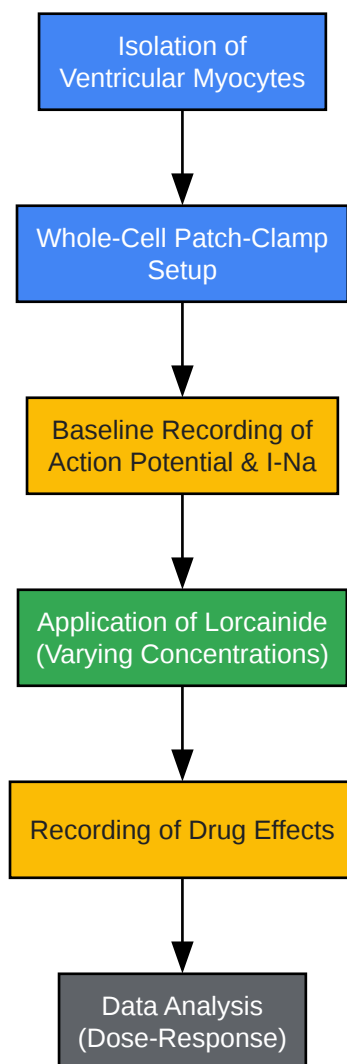 Isolation of
Ventricular Myocytes
Whole-Cell Patch-Clamp
Setup
Baseline Recording of
Action Potential & I-Na
Application of Lorcainide
(Varying Concentrations)
Recording of Drug Effects
Data Analysis
(Dose-Response)